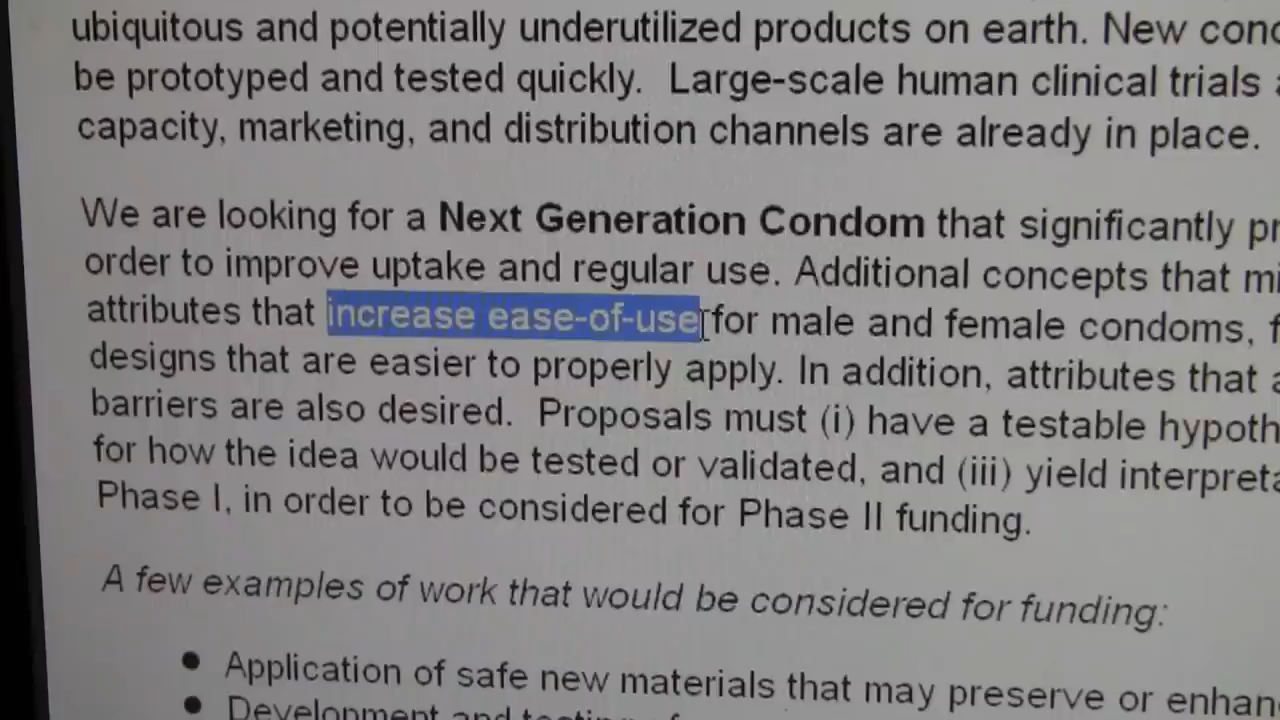 ubiquitous and potentially underutilized products on earth. New
be prototyped and tested quickly. Large-scale human clinical trials
capacity, marketing, and distribution channels are already in place.
We are looking for a Next Generation Condom that significantly
order to improve uptake and regular use. Additional concepts that
attributes that increase ease-of-use for male and female condoms,
designs that are easier to properly apply. In addition, attributes that
barriers are also desired. Proposals must (i) have a testable
for how the idea would be tested or validated, and (iii) yield
Phase I, in order to be considered for Phase II funding.
A few examples of work that would be considered for funding:
● Application of safe new materials that may preserve or
● Development and testing of